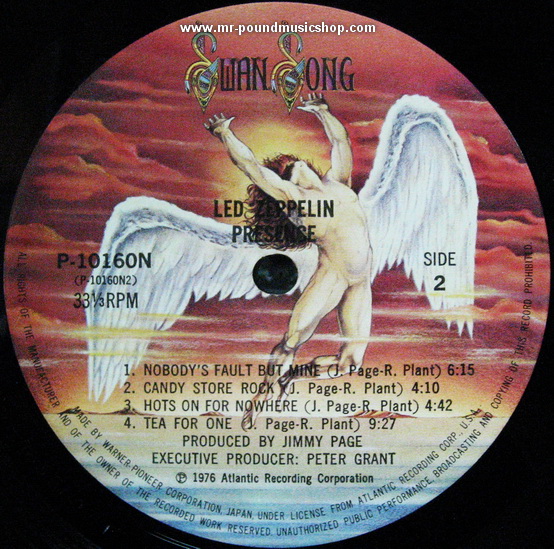 www.mr-poundmusicshop.com
SWAN SONG
LED ZEPPELIN
PRESENCE
P-10160N
(P-10160N2)
33⅓RPM
SIDE
2
1. NOBODY'S FAULT BUT MINE (J. Page-R. Plant) 6:15
2. CANDY STORE ROCK (J. Page-R. Plant) 4:10
3. HOTS ON FOR NOWHERE (J. Page-R. Plant) 4:42
4. TEA FOR ONE (J. Page-R. Plant) 9:27
PRODUCED BY JIMMY PAGE
EXECUTIVE PRODUCER: PETER GRANT
Ⓟ 1976 Atlantic Recording Corporation
MADE BY WARNER-PIONEER CORPORATION, JAPAN, UNDER LICENSE FROM ATLANTIC RECORDING CORP., U.S.A.
ALL RIGHTS OF THE MANUFACTURER AND OF THE OWNER OF THE RECORDED WORK RESERVED. UNAUTHORIZED PUBLIC PERFORMANCE, BROADCASTING AND COPYING OF THIS RECORD PROHIBITED.